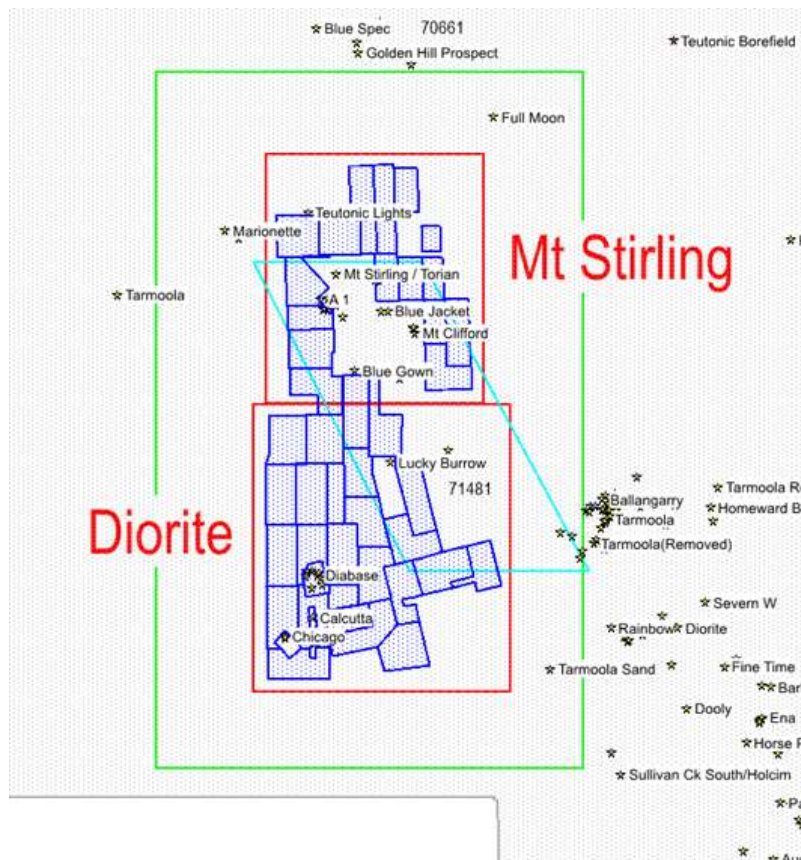 Blue Spec
70661
Golden Hill Prospect
Teutonic Borefield
Full Moon
Teutonic Lights
Marionette
Mt Stirling
Mt Stirling / Torian
Tarmoola
A 1
Blue Jacket
Mt Clifford
Blue Gown
Lucky Burrow
71481
Tarmoola
Ballangarry
Homeward
Diorite
Tarmoola
Tarmoola(Removed)
Diabase
Severn W
Calcutta
Rainbow
Diorite
Chicago
Tarmoola Sand
Fine Time
Dooly
Ena
Horse
Sullivan Ck South/Holcim